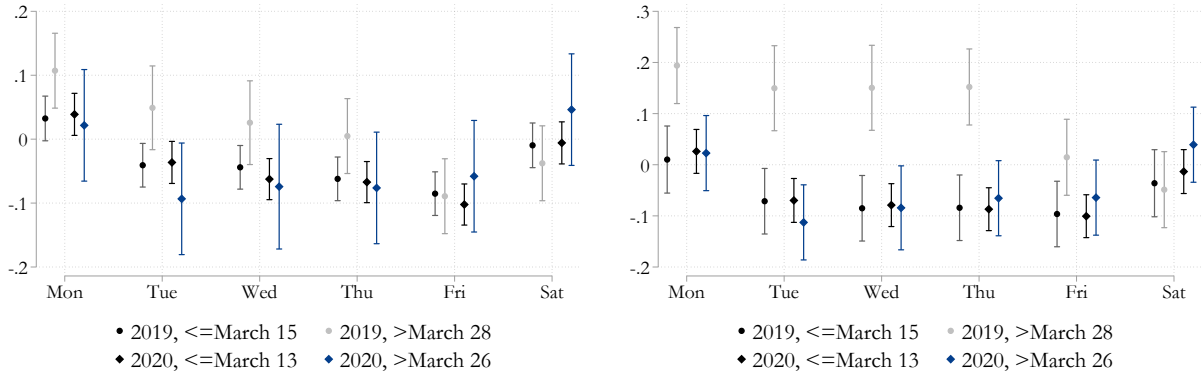 .2
.1
0
-.1
-.2
Mon Tue Wed Thu Fri Sat
2019, <=March 15 2019, >March 28
2020, <=March 13 2020, >March 26
.3
.2
.1
0
-.1
-.2
Mon Tue Wed Thu Fri Sat
2019, <=March 15 2019, >March 28
2020, <=March 13 2020, >March 26